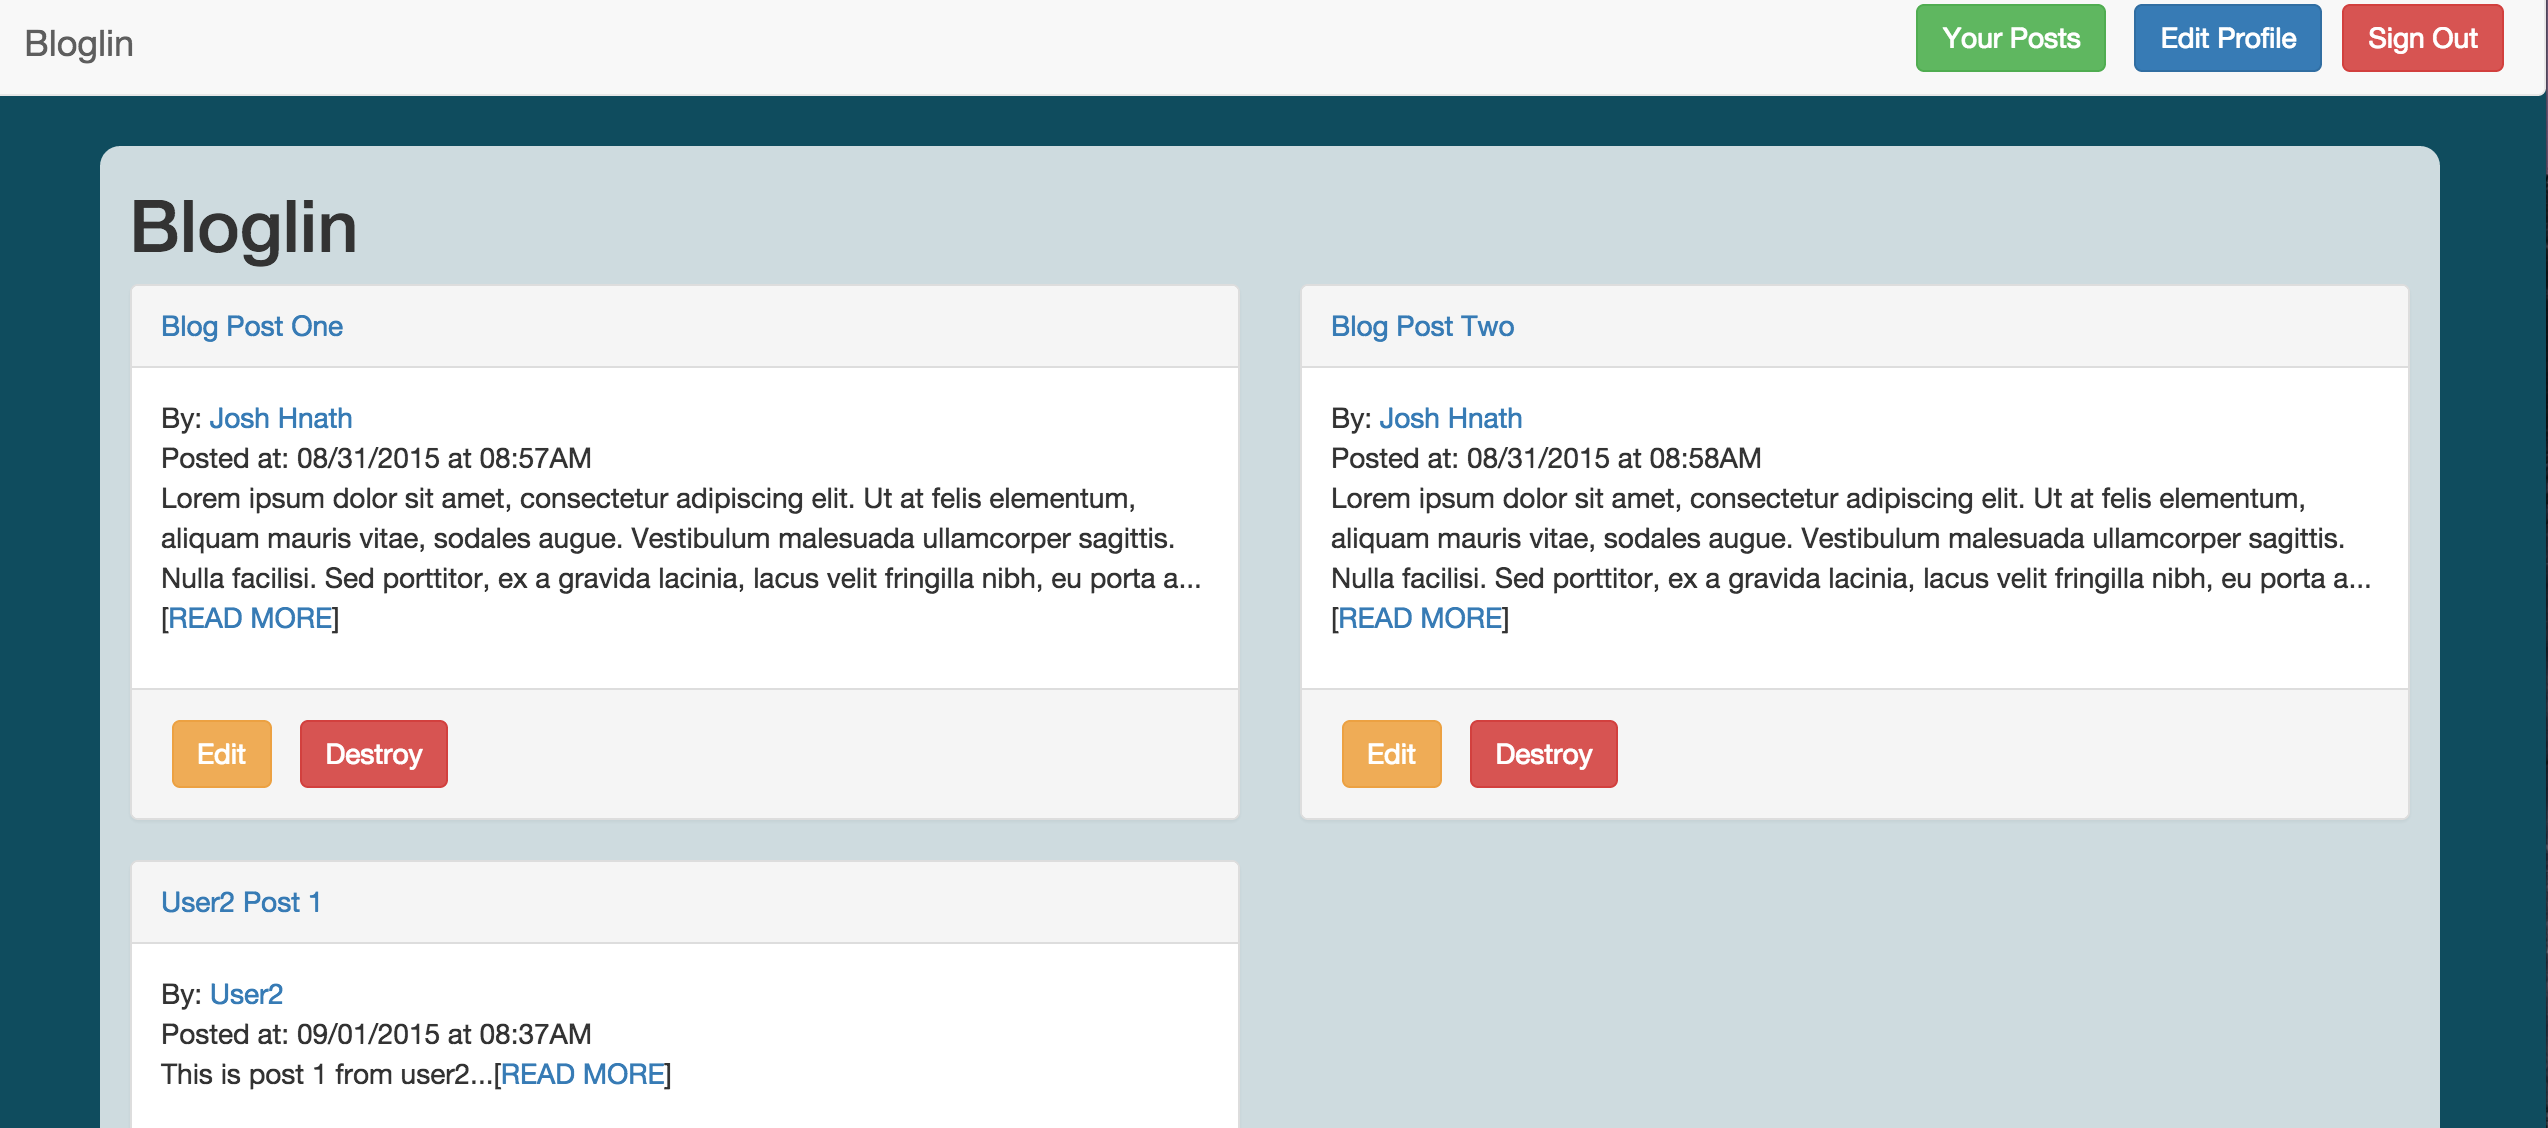 Bloglin
Your Posts
Edit Profile
Sign Out
Bloglin
Blog Post One
By: Josh Hnath
Posted at: 08/31/2015 at 08:57AM
Lorem ipsum dolor sit amet, consectetur adipiscing elit. Ut at felis elementum,
aliquam mauris vitae, sodales augue. Vestibulum malesuada ullamcorper sagittis.
Nulla facilisi. Sed porttitor, ex a gravida lacinia, lacus velit fringilla nibh, eu porta a...
[READ MORE]
Edit
Destroy
Blog Post Two
By: Josh Hnath
Posted at: 08/31/2015 at 08:58AM
Lorem ipsum dolor sit amet, consectetur adipiscing elit. Ut at felis elementum,
aliquam mauris vitae, sodales augue. Vestibulum malesuada ullamcorper sagittis.
Nulla facilisi. Sed porttitor, ex a gravida lacinia, lacus velit fringilla nibh, eu porta a...
[READ MORE]
Edit
Destroy
User2 Post 1
By: User2
Posted at: 09/01/2015 at 08:37AM
This is post 1 from user2...[READ MORE]